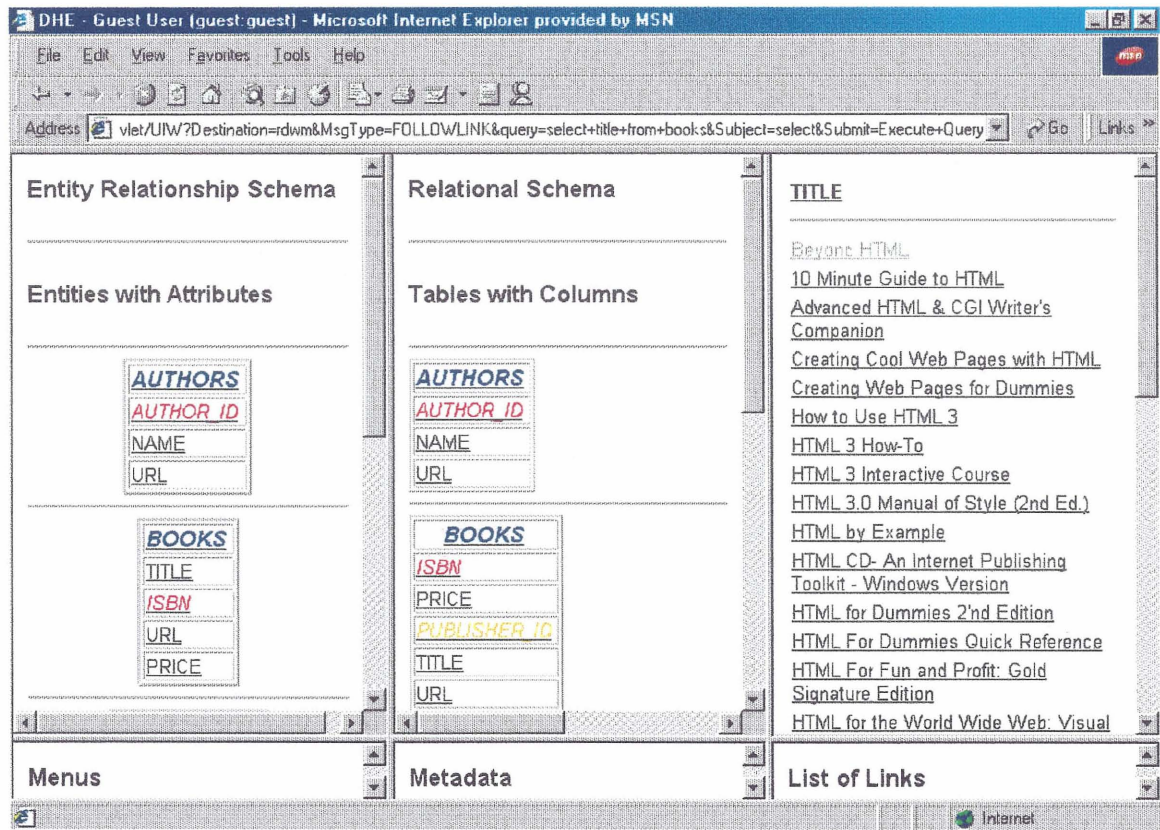 DHE - Guest User (guest:guest) - Microsoft Internet Explorer provided by MSN
File Edit View Favorites Tools Help
msn
Address vlet/UIW?Destination=rdwm&MsgType=FOLLOWLINK&query=select+title+from+books&Subject=select&Submit=Execute+Query Go Links »
Entity Relationship Schema
Entities with Attributes
AUTHORS
AUTHOR_ID
NAME
URL
BOOKS
TITLE
ISBN
URL
PRICE
Relational Schema
Tables with Columns
AUTHORS
AUTHOR_ID
NAME
URL
BOOKS
ISBN
PRICE
PUBLISHER_ID
TITLE
URL
TITLE
Beyond HTML
10 Minute Guide to HTML
Advanced HTML & CGI Writer's
Companion
Creating Cool Web Pages with HTML
Creating Web Pages for Dummies
How to Use HTML 3
HTML 3 How-To
HTML 3 Interactive Course
HTML 3.0 Manual of Style (2nd Ed.)
HTML by Example
HTML CD- An Internet Publishing
Toolkit - Windows Version
HTML for Dummies 2'nd Edition
HTML For Dummies Quick Reference
HTML For Fun and Profit: Gold
Signature Edition
HTML for the World Wide Web: Visual
Menus
Metadata
List of Links
Internet